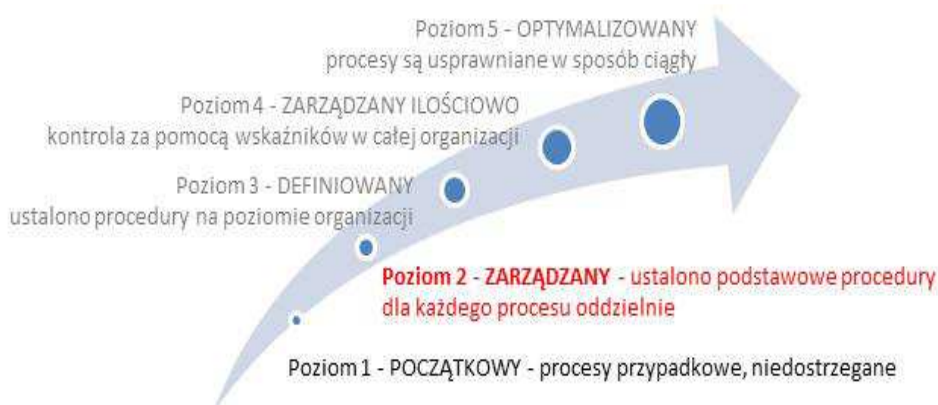 Poziom 5 - OPTYMALIZOWANY
procesy są usprawniane w sposób ciągły
Poziom 4 - ZARZĄDZANY ILOŚCIOWO
kontrola za pomocą wskaźników w całej organizacji
Poziom 3 - DEFINIOWANY
ustalono procedury na poziomie organizacji
Poziom 2 - ZARZĄDZANY - ustalono podstawowe procedury
dla każdego procesu oddzielnie
Poziom 1 - POCZĄTKOWY - procesy przypadkowe, niedostrzegane